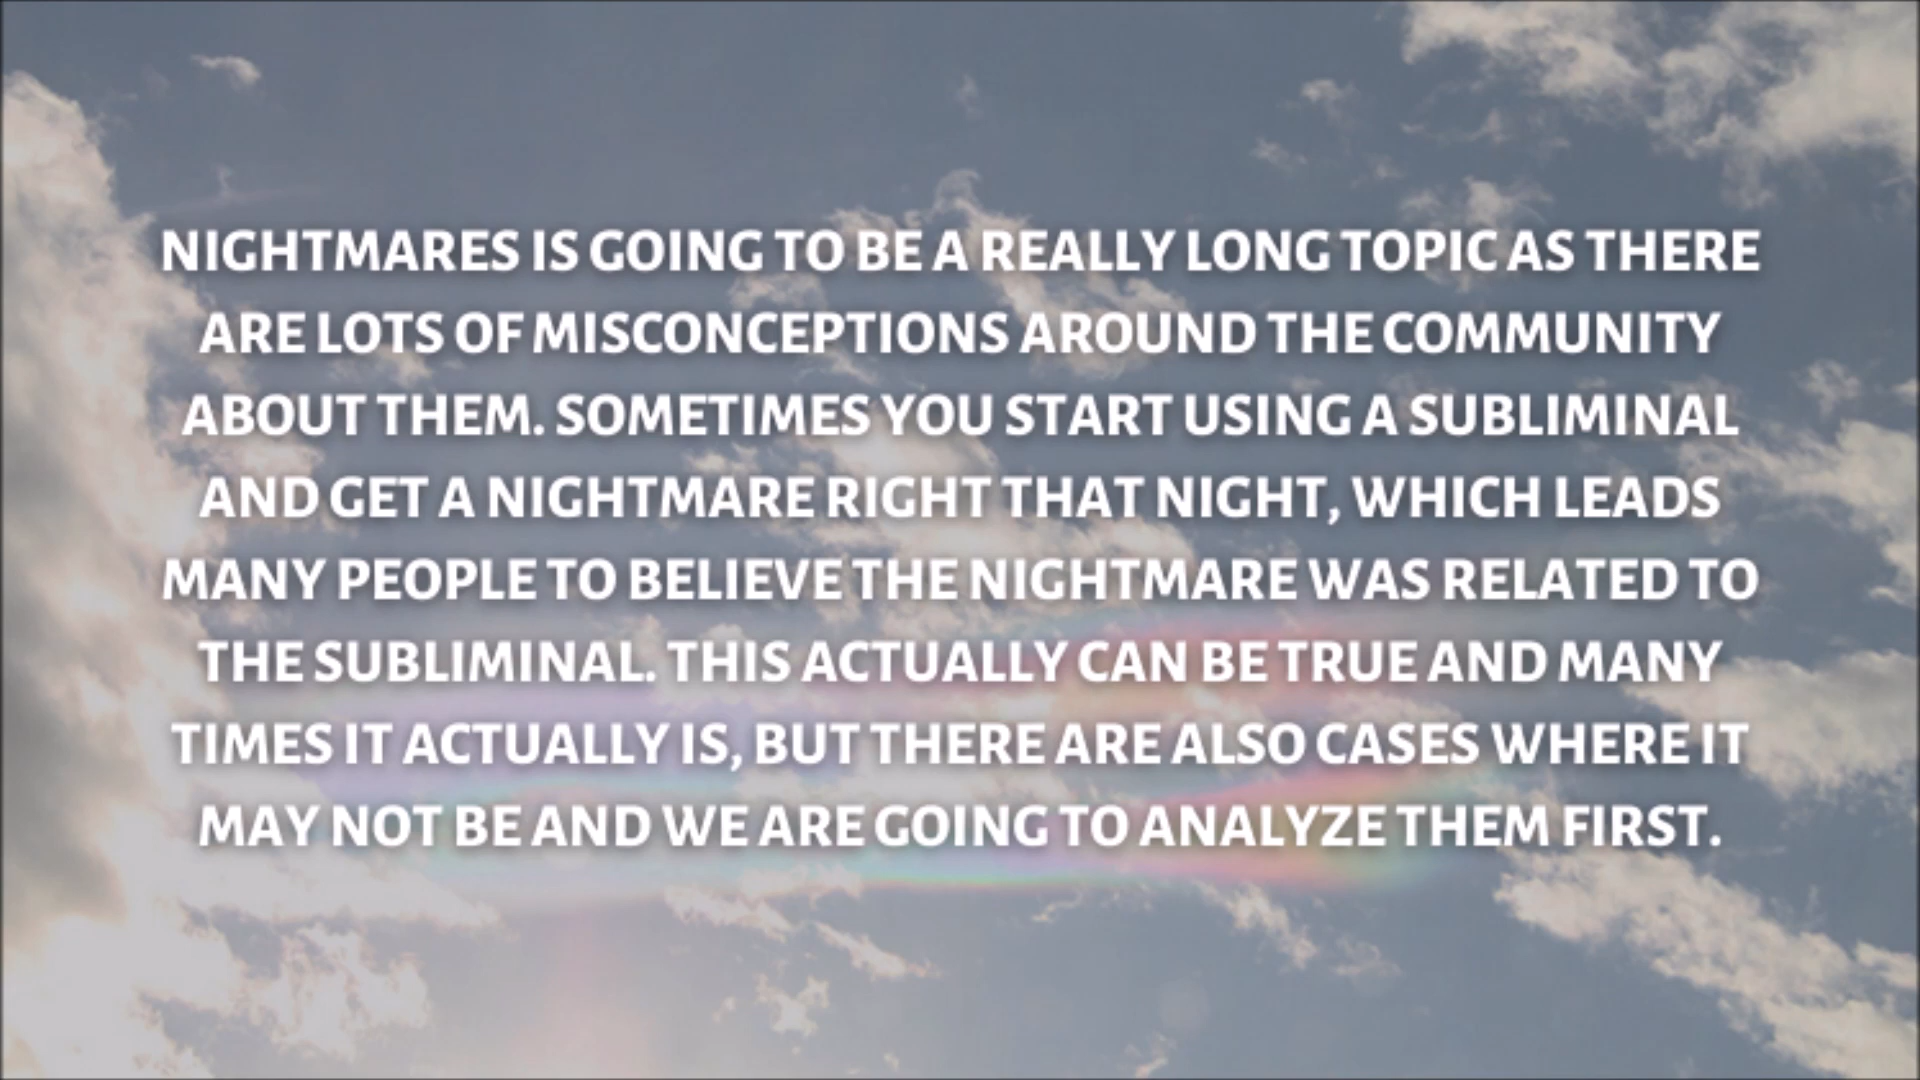 NIGHTMARES IS GOING TO BE A REALLY LONG TOPIC AS THERE
ARE LOTS OF MISCONCEPTIONS AROUND THE COMMUNITY
ABOUT THEM. SOMETIMES YOU START USING A SUBLIMINAL
AND GET A NIGHTMARE RIGHT THAT NIGHT, WHICH LEADS
MANY PEOPLE TO BELIEVE THE NIGHTMARE WAS RELATED TO
THE SUBLIMINAL. THIS ACTUALLY CAN BE TRUE AND MANY
TIMES IT ACTUALLY IS, BUT THERE ARE ALSO CASES WHERE IT
MAY NOT BE AND WE ARE GOING TO ANALYZE THEM FIRST.